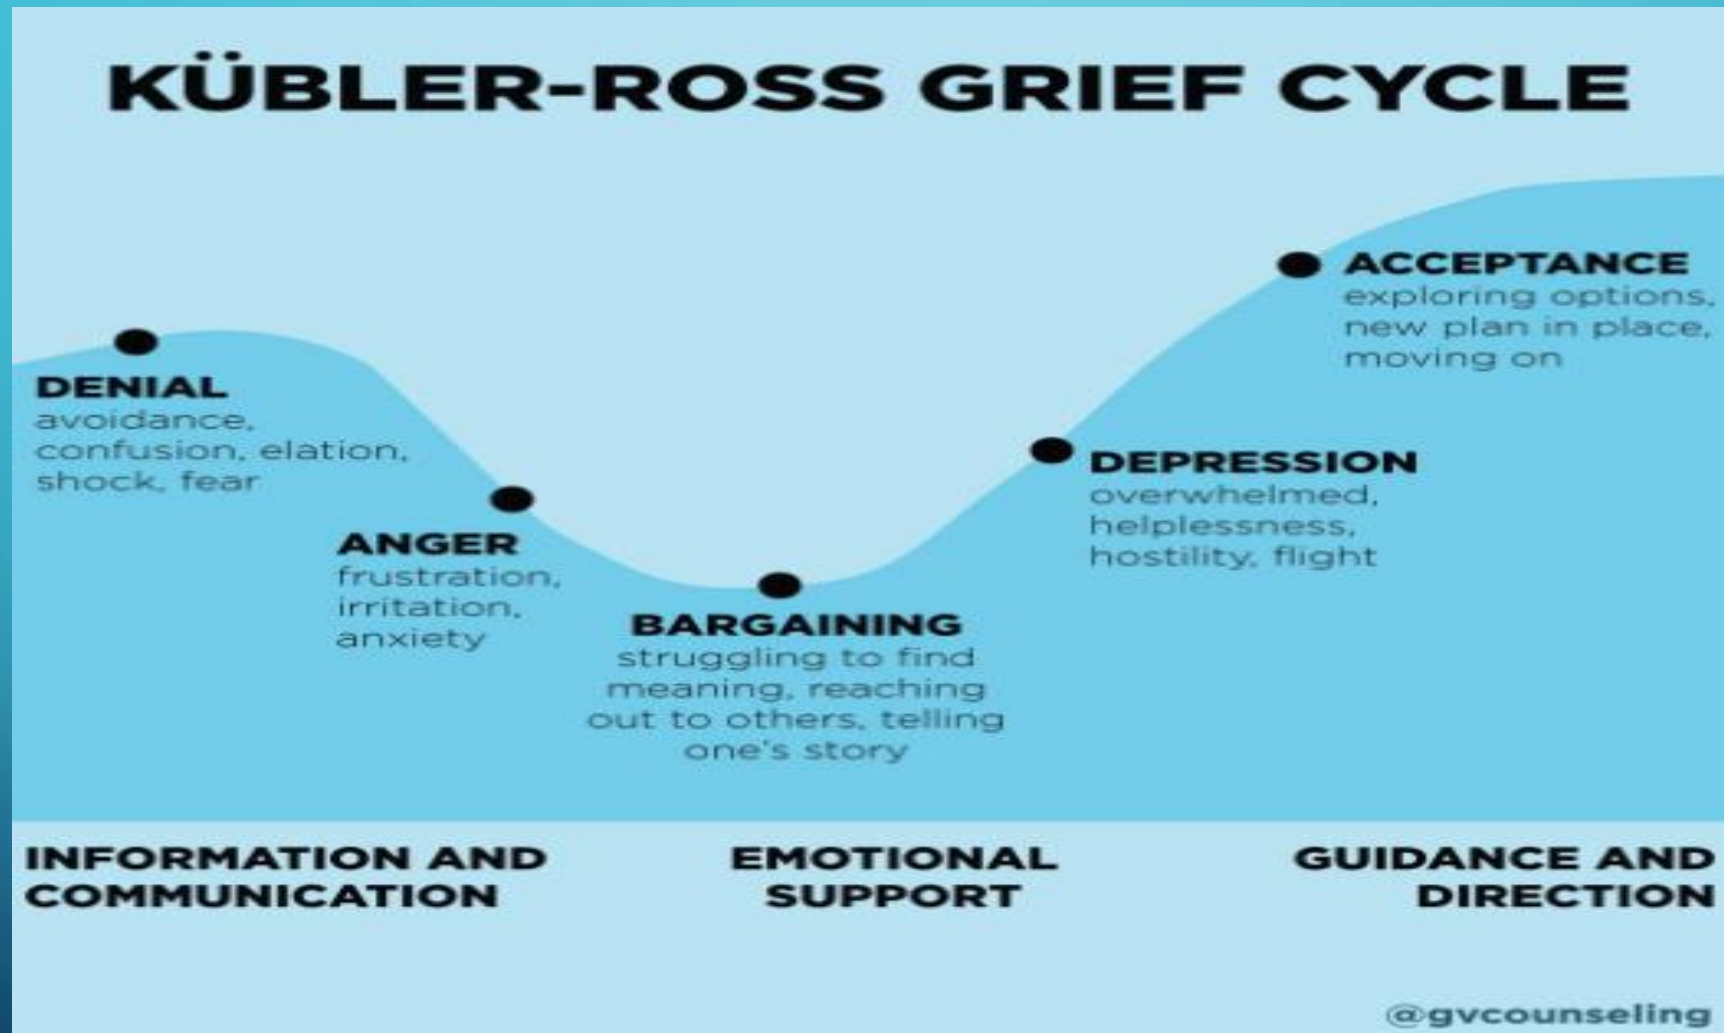 KÜBLER-ROSS GRIEF CYCLE
DENIAL
avoidance,
confusion, elation,
shock, fear
ANGER
frustration,
irritation,
anxiety
BARGAINING
struggling to find
meaning, reaching
out to others, telling
one's story
DEPRESSION
overwhelmed,
helplessness,
hostility, flight
ACCEPTANCE
exploring options,
new plan in place,
moving on
INFORMATION AND
COMMUNICATION
EMOTIONAL
SUPPORT
GUIDANCE AND
DIRECTION
@gvcounseling